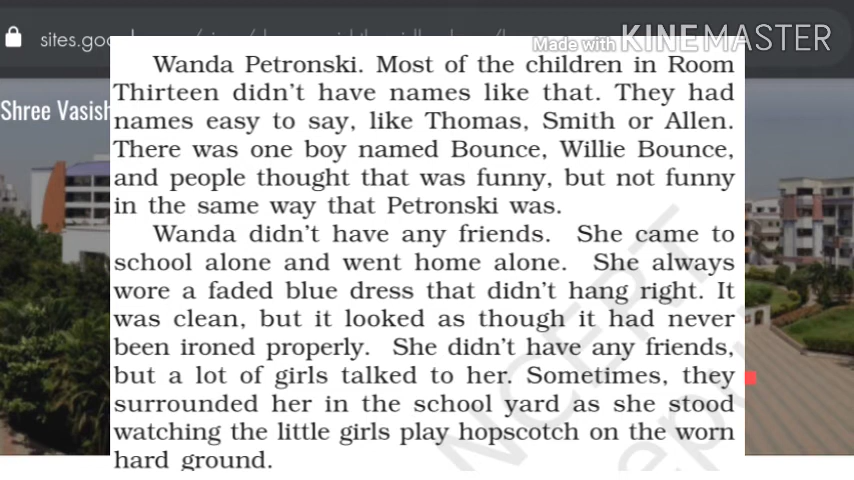 Made with KINEMASTER
sites.goo
Shree Vasish
Wanda Petronski. Most of the children in Room
Thirteen didn't have names like that. They had
names easy to say, like Thomas, Smith or Allen.
There was one boy named Bounce, Willie Bounce,
and people thought that was funny, but not funny
in the same way that Petronski was.
Wanda didn't have any friends. She came to
school alone and went home alone. She always
wore a faded blue dress that didn't hang right. It
was clean, but it looked as though it had never
been ironed properly. She didn't have any friends,
but a lot of girls talked to her. Sometimes, they
surrounded her in the school yard as she stood
watching the little girls play hopscotch on the worn
hard ground.
NCERT